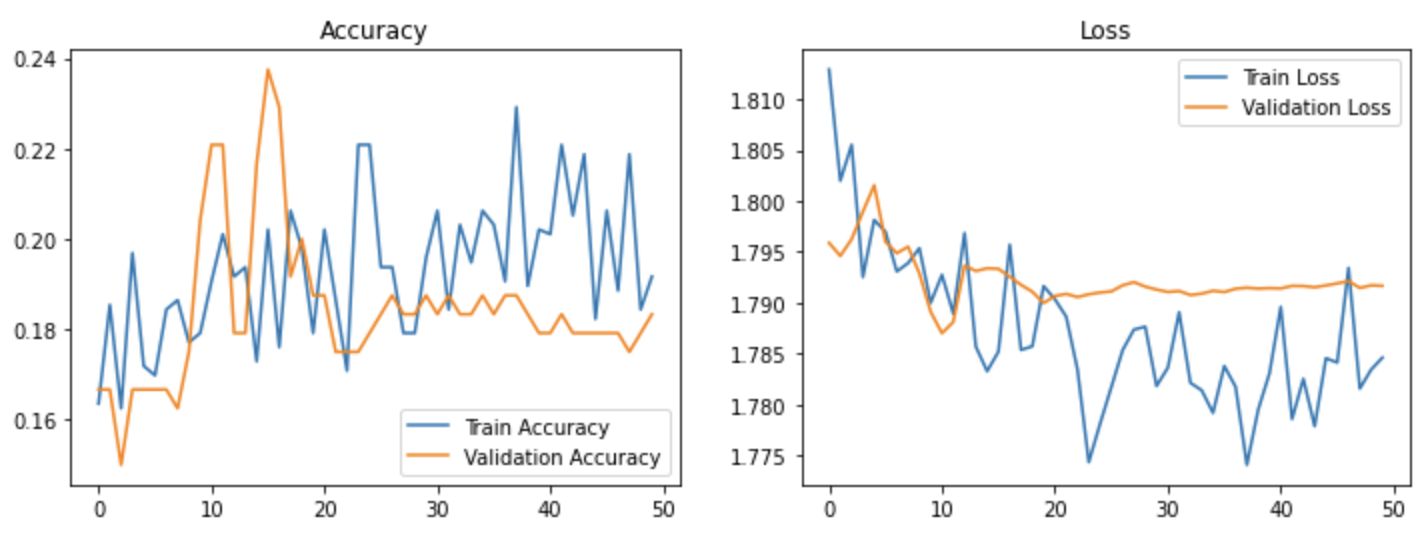 Accuracy
0.24
0.22
0.20
0.18
0.16
Train Accuracy
Validation Accuracy
0 10 20 30 40 50
Loss
1.810
1.805
1.800
1.795
1.790
1.785
1.780
1.775
Train Loss
Validation Loss
0 10 20 30 40 50